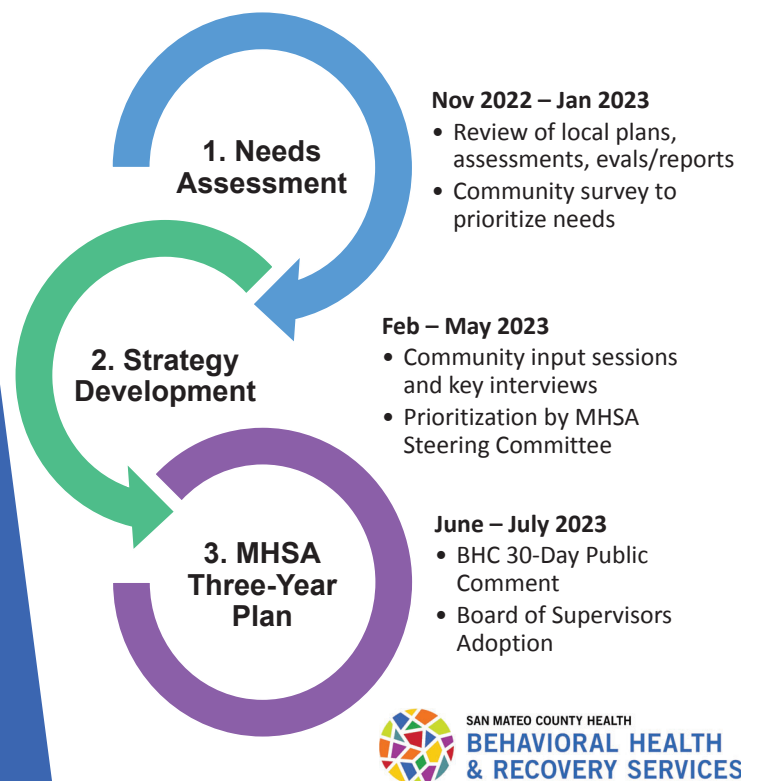 1. Needs
Assessment
Nov 2022 – Jan 2023
• Review of local plans,
assessments, evals/reports
• Community survey to
prioritize needs
2. Strategy
Development
Feb – May 2023
• Community input sessions
and key interviews
• Prioritization by MHSA
Steering Committee
3. MHSA
Three-Year
Plan
June – July 2023
• BHC 30-Day Public
Comment
• Board of Supervisors
Adoption
SAN MATEO COUNTY HEALTH
BEHAVIORAL HEALTH
& RECOVERY SERVICES